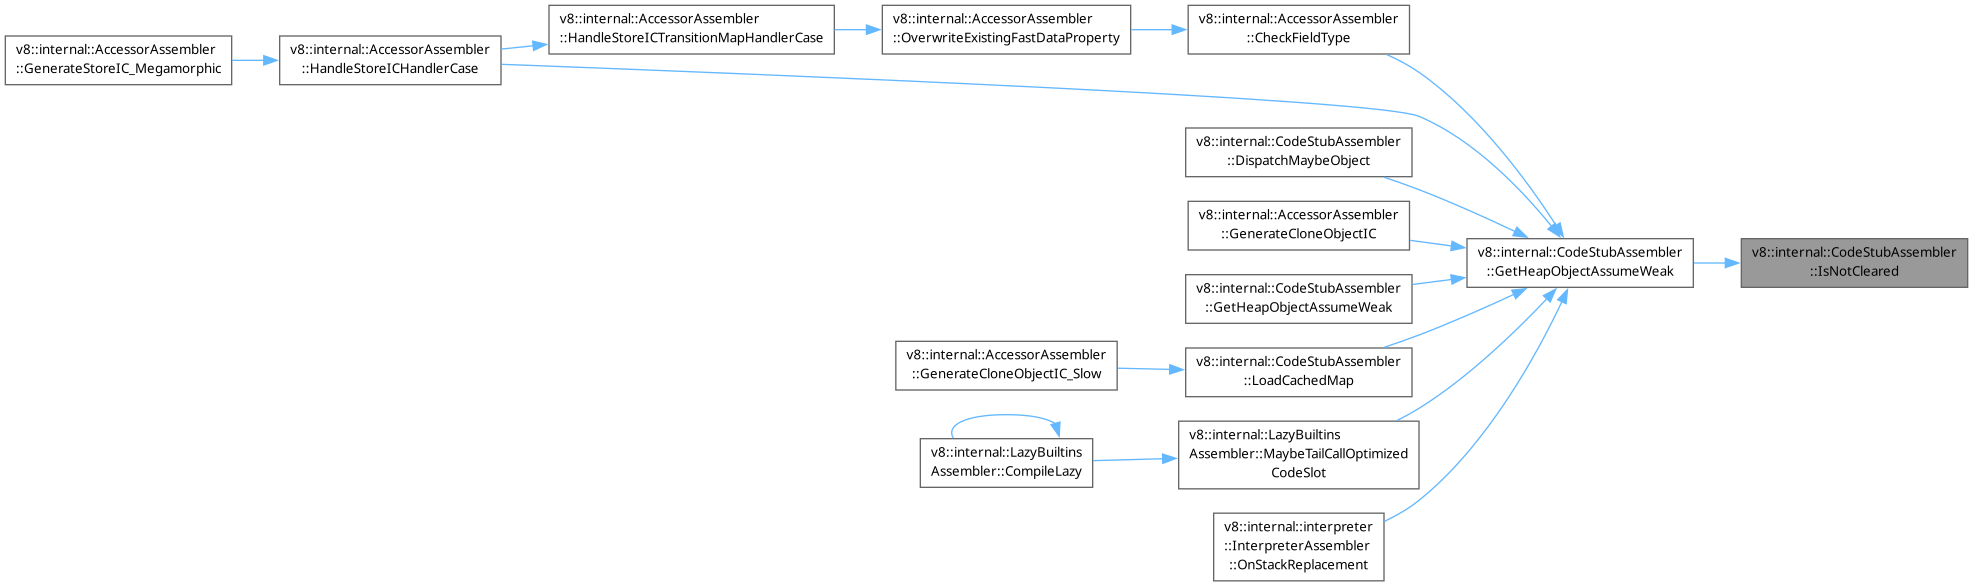 v8::internal::AccessorAssembler
::GenerateStoreIC_Megamorphic
v8::internal::AccessorAssembler
::HandleStoreICHandlerCase
v8::internal::AccessorAssembler
::HandleStoreICTransitionMapHandlerCase
v8::internal::AccessorAssembler
::OverwriteExistingFastDataProperty
v8::internal::AccessorAssembler
::CheckFieldType
v8::internal::CodeStubAssembler
::DispatchMaybeObject
v8::internal::AccessorAssembler
::GenerateCloneObjectIC
v8::internal::CodeStubAssembler
::GetHeapObjectAssumeWeak
v8::internal::CodeStubAssembler
::IsNotCleared
v8::internal::CodeStubAssembler
::GetHeapObjectAssumeWeak
v8::internal::AccessorAssembler
::GenerateCloneObjectIC_Slow
v8::internal::CodeStubAssembler
::LoadCachedMap
v8::internal::LazyBuiltins
Assembler::CompileLazy
v8::internal::LazyBuiltins
Assembler::MaybeTailCallOptimized
CodeSlot
v8::internal::interpreter
::InterpreterAssembler
::OnStackReplacement